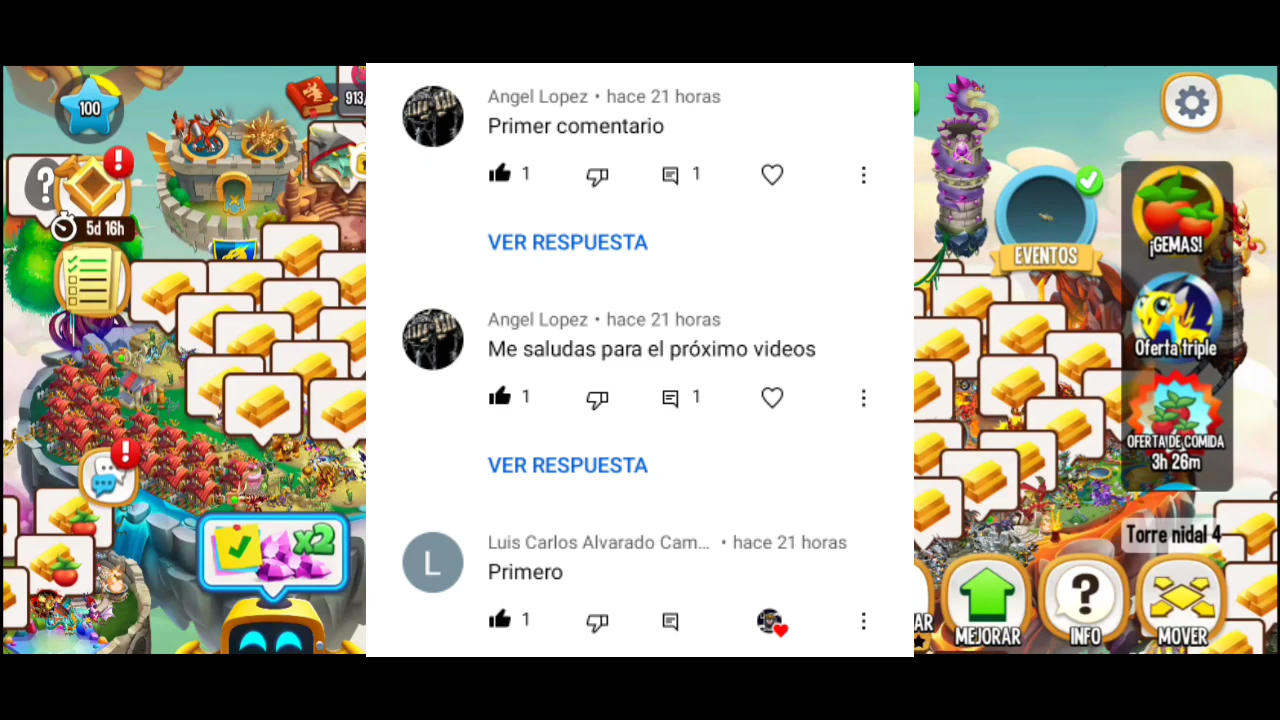 100
913/
5d 16h
x2
Angel Lopez • hace 21 horas
Primer comentario
1
1
VER RESPUESTA
Angel Lopez • hace 21 horas
Me saludas para el próximo videos
1
1
VER RESPUESTA
L
Luis Carlos Alvarado Cam... • hace 21 horas
Primero
1
EVENTOS
¡GEMAS!
Oferta triple
OFERTA DE COMIDA
3h 26m
Torre nidal 4
AR
MEJORAR
?
INFO
MOVER